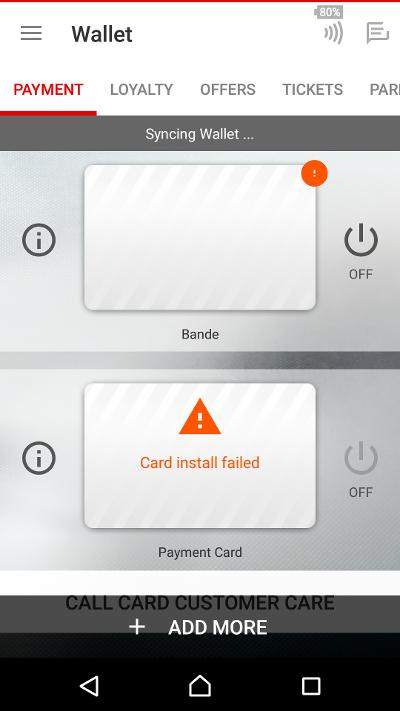 80%
Wallet
PAYMENT LOYALTY OFFERS TICKETS PAR
Syncing Wallet ...
OFF
Bande
Card install failed
OFF
Payment Card
CALL CARD CUSTOMER CARE
+ ADD MORE